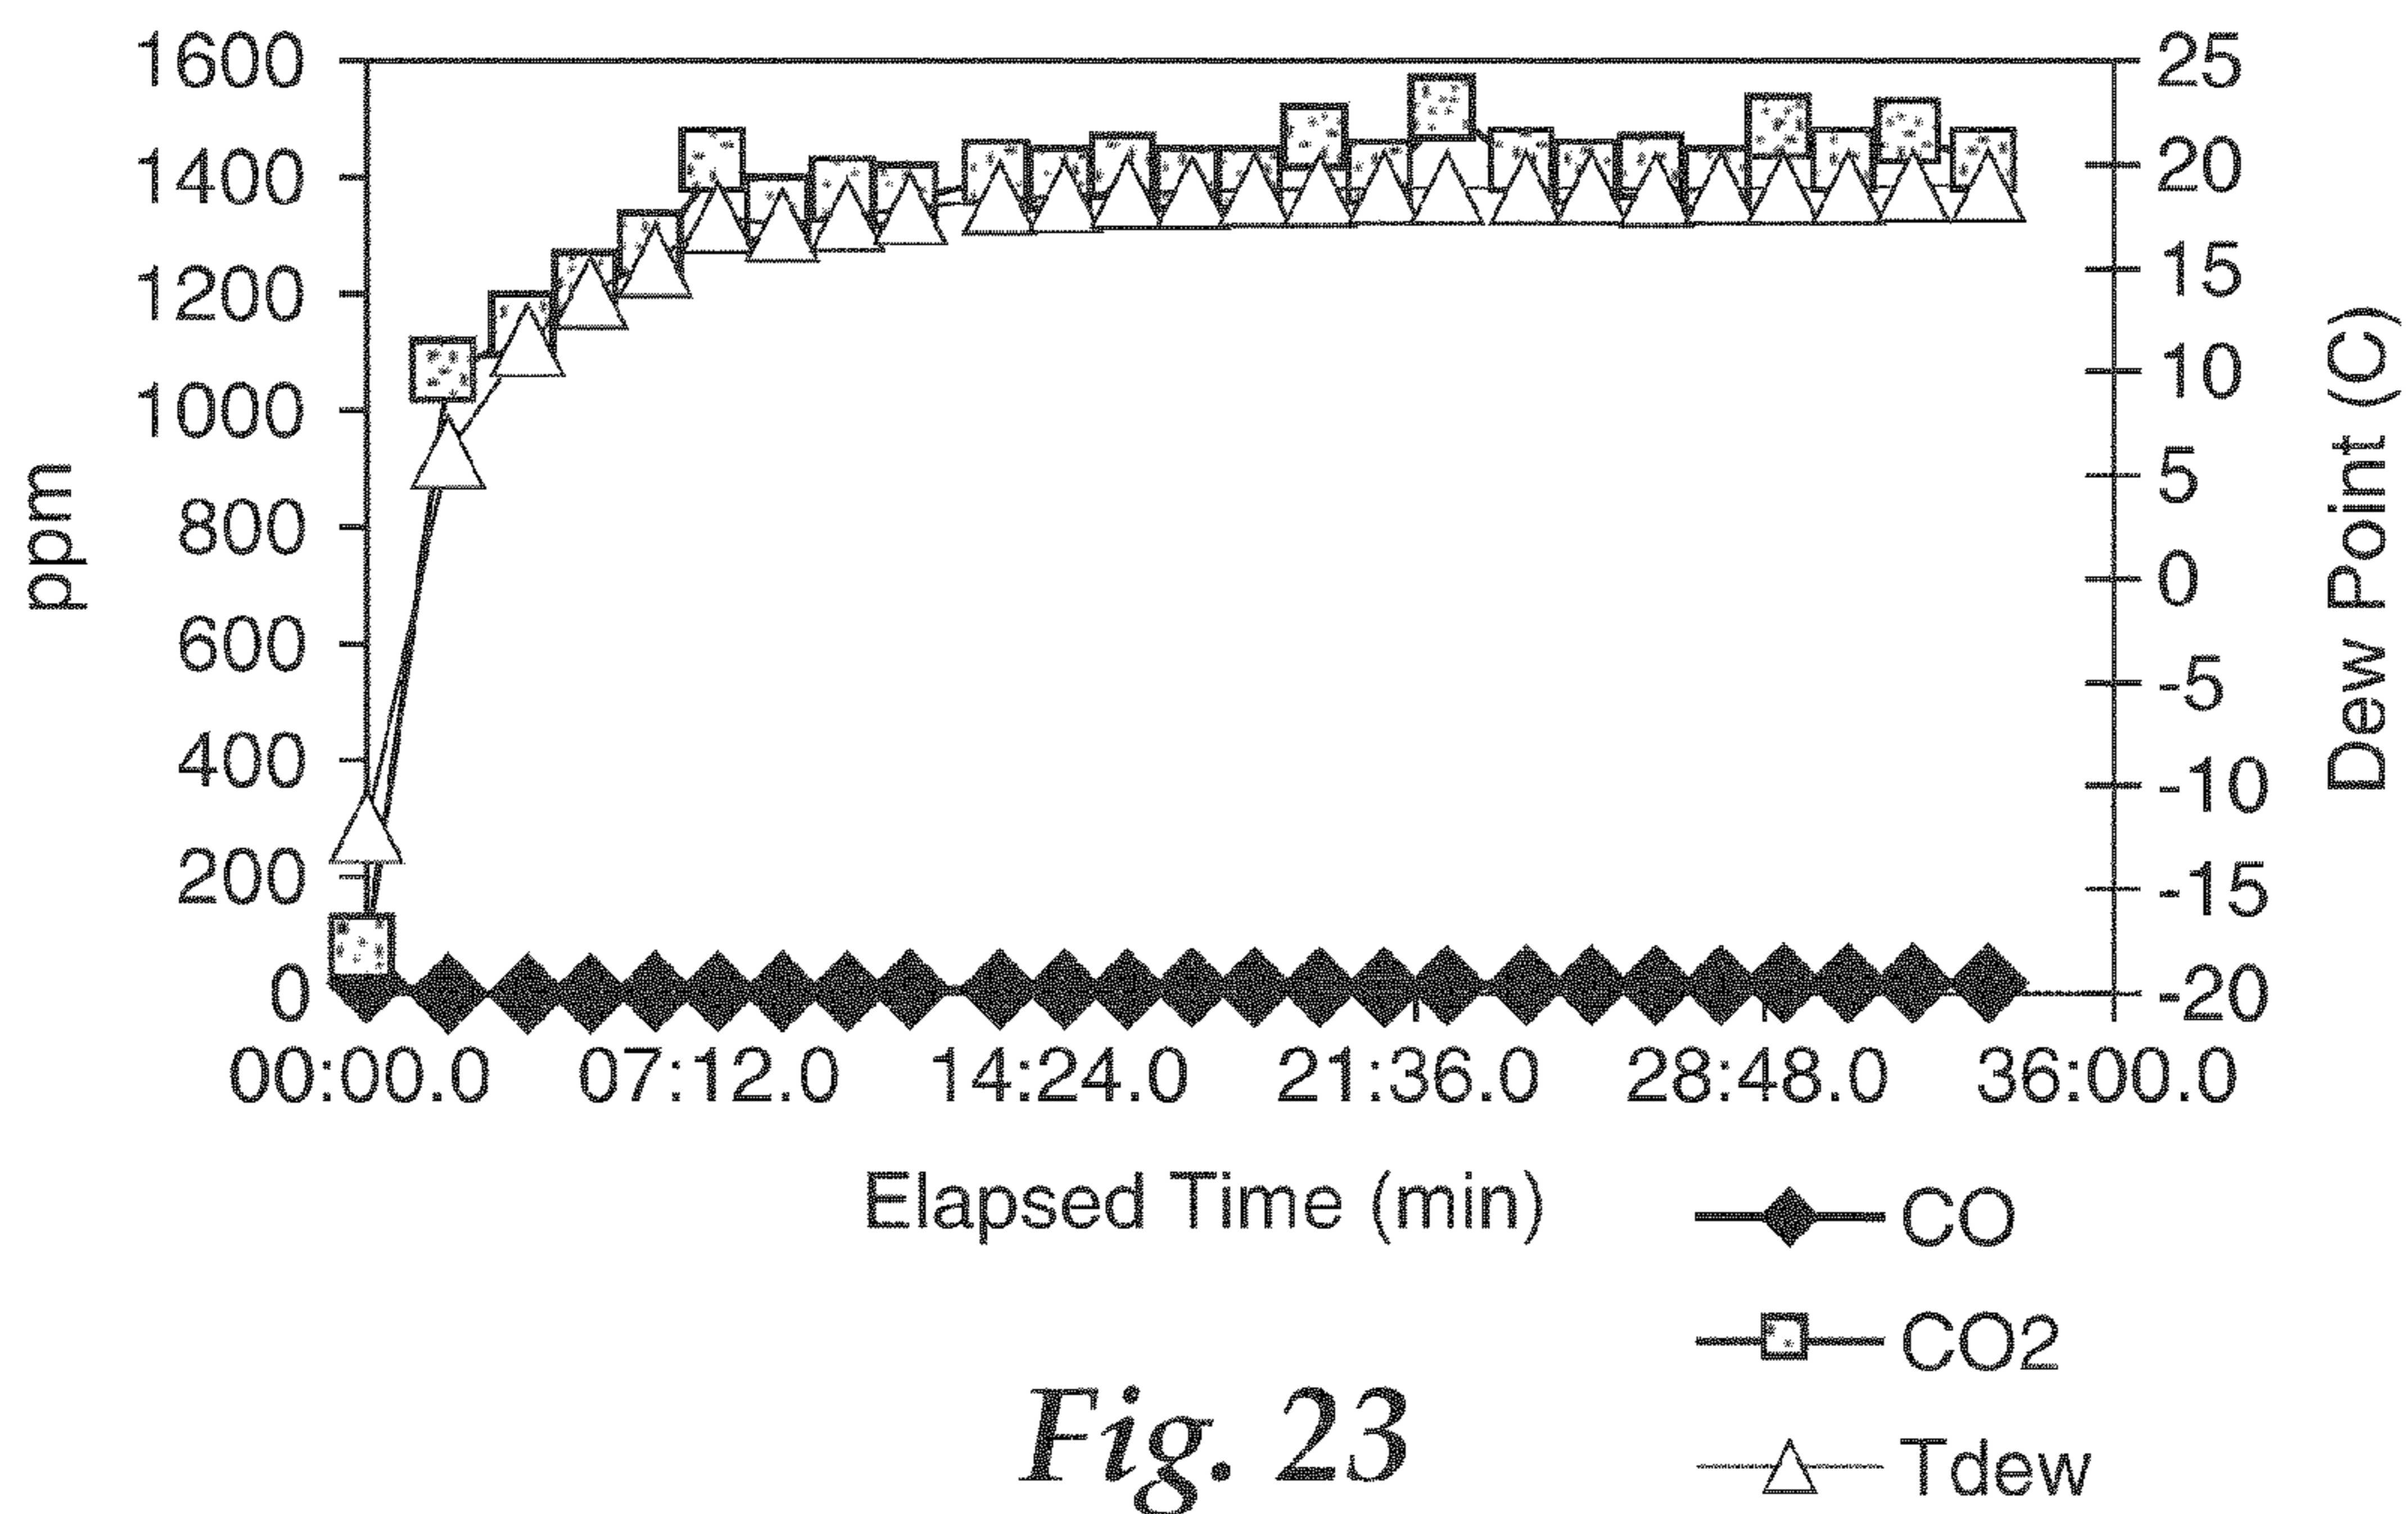 1600
1400
1200
1000
800
600
400
200
0
ppm
25
20
15
10
5
0
-5
-10
-15
-20
Dew Point (C)
00:00.0 07:12.0 14:24.0 21:36.0 28:48.0 36:00.0
Elapsed Time (min)
CO
CO2
Tdew
Fig. 23